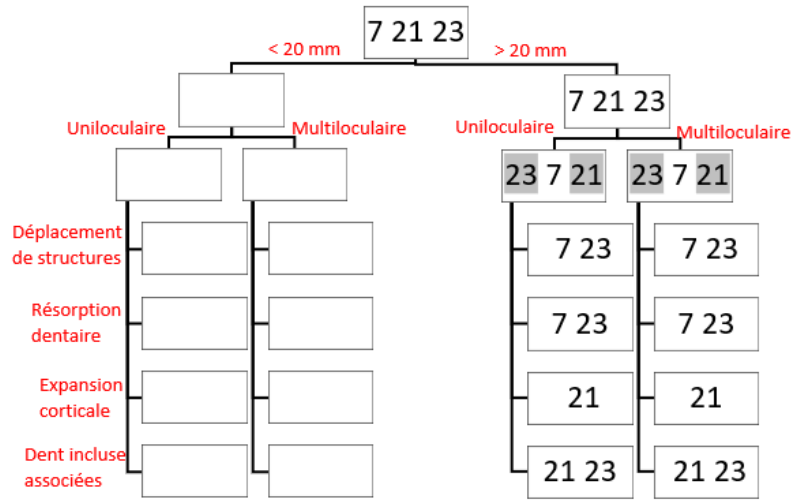 7 21 23
< 20 mm
> 20 mm
7 21 23
Uniloculaire
Multiloculaire
Uniloculaire
Multiloculaire
23 7 21
23 7 21
Déplacement
de structures
7 23
7 23
Résorption
dentaire
7 23
7 23
Expansion
corticale
21
21
Dent incluse
associées
21 23
21 23